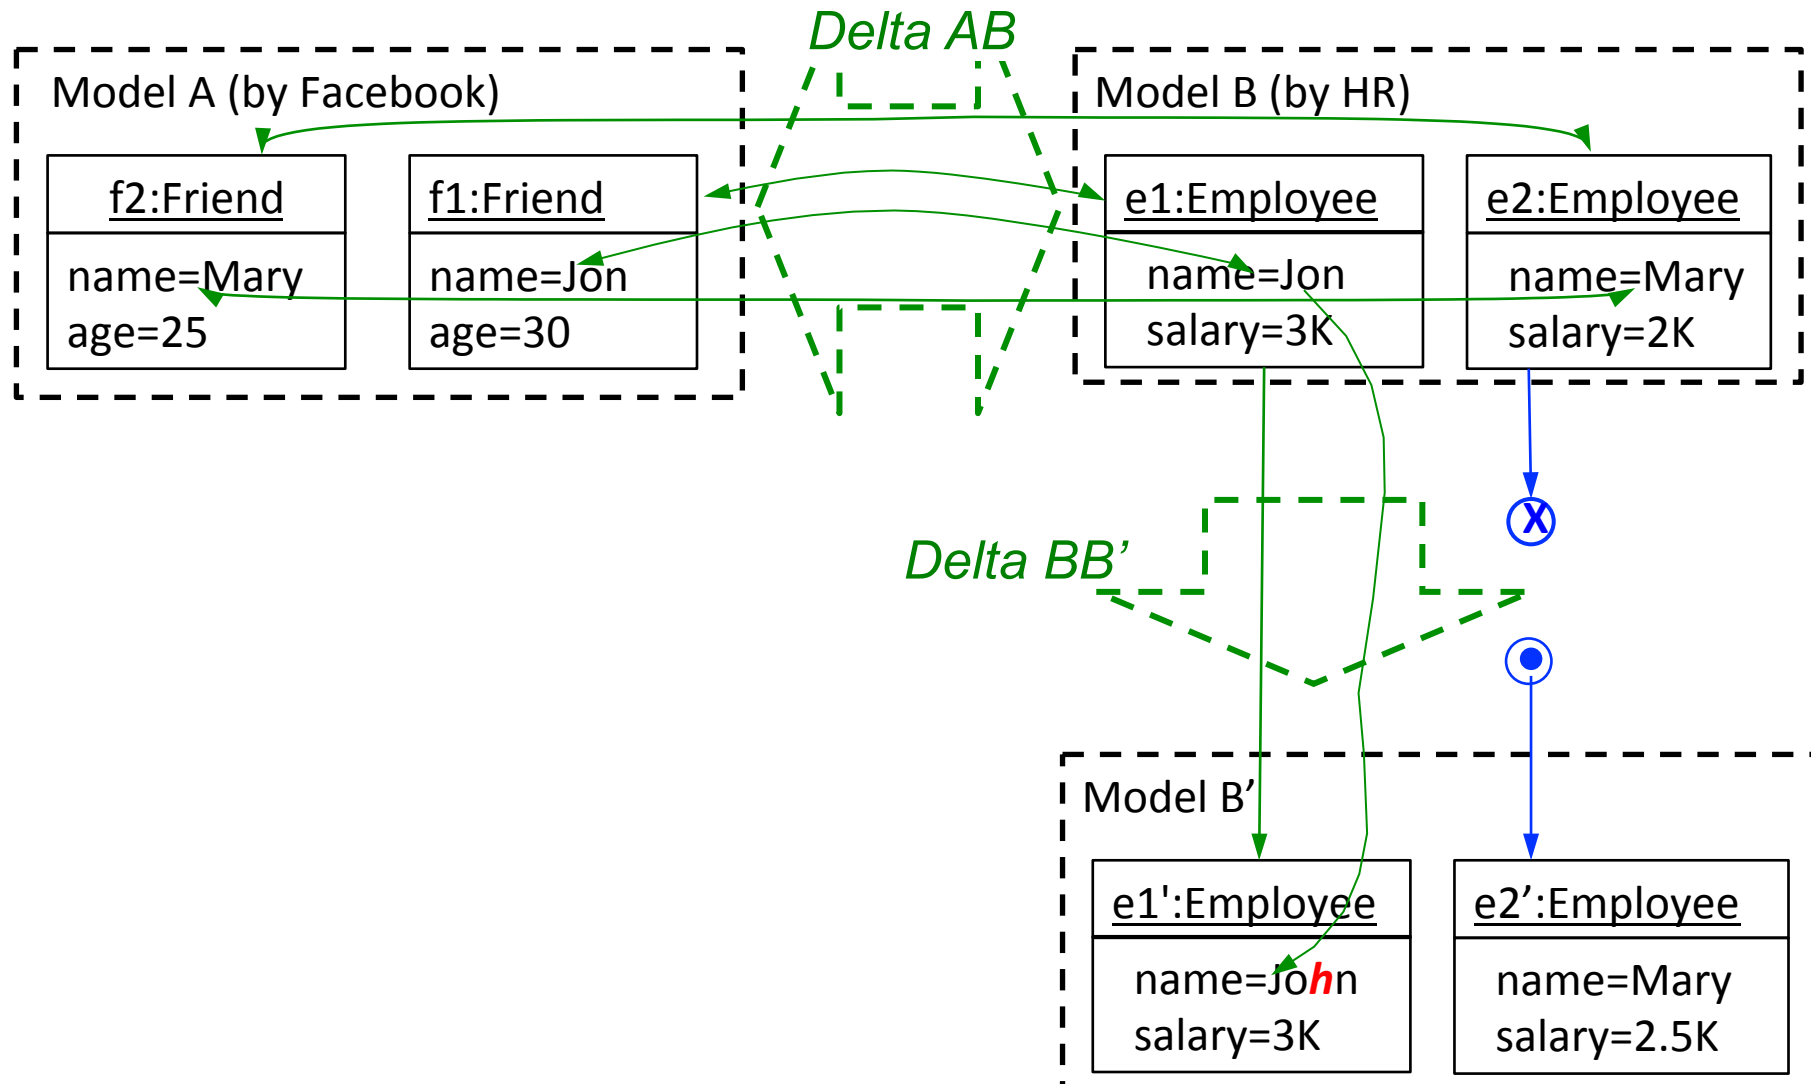 Delta AB
Model A (by Facebook)
f2:Friend
name=Mary
age=25
f1:Friend
name=Jon
age=30
Model B (by HR)
e1:Employee
name=Jon
salary=3K
e2:Employee
name=Mary
salary=2K
X
Delta BB’
Model B’
e1':Employee
name=John
salary=3K
e2’:Employee
name=Mary
salary=2.5K